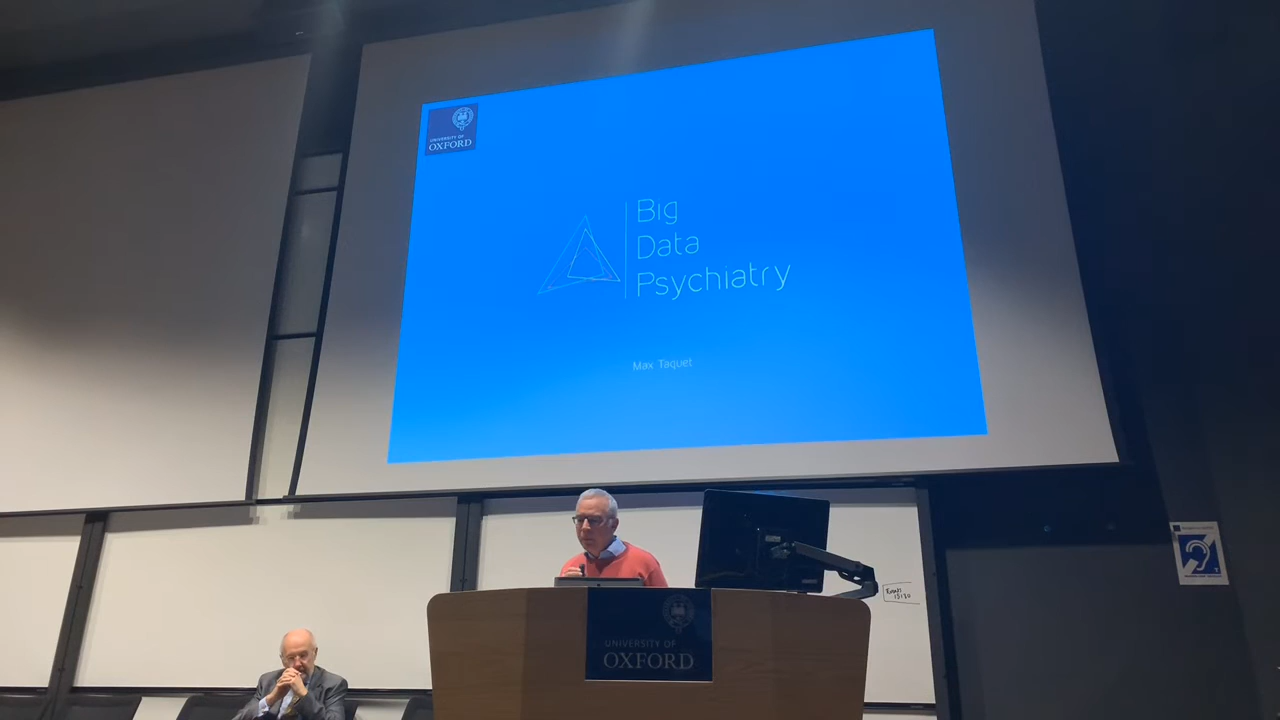 UNIVERSITY OF
OXFORD
Big
Data
Psychiatry
Max Taquet
UNIVERSITY OF
OXFORD